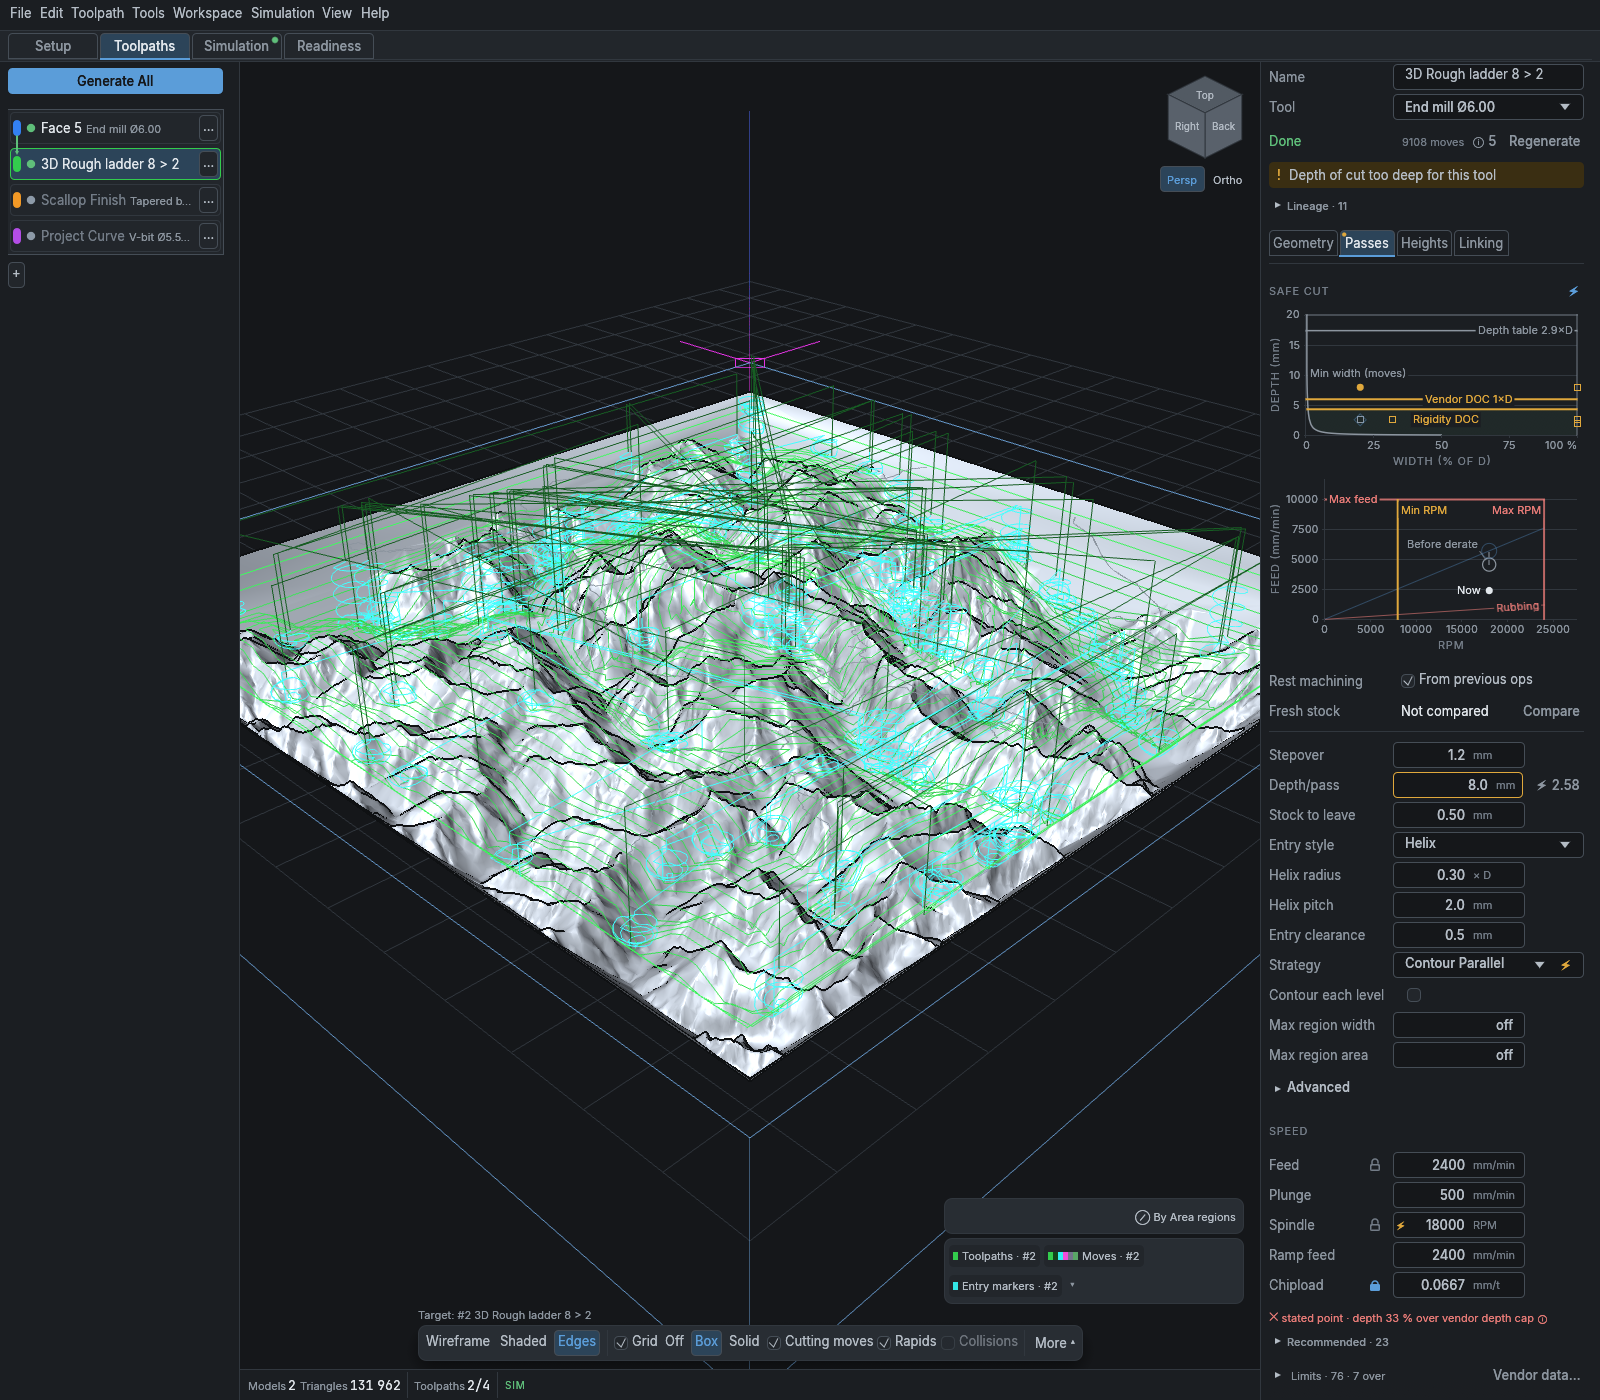 File Edit Toolpath Tools Workspace Simulation View Help
Setup Toolpaths Simulation Readiness
Generate All
Face 5 End mill Ø6.00 ...
3D Rough ladder 8 > 2 ...
Scallop Finish Tapered b... ...
Project Curve V-bit Ø5.5... ...
+
Top
Right Back
Persp Ortho
By Area regions
Toolpaths · #2 Moves · #2
Entry markers · #2
Target: #2 3D Rough ladder 8 > 2
Wireframe Shaded Edges Grid Off Box Solid Cutting moves Rapids Collisions More
Models 2 Triangles 131 962 Toolpaths 2/4 SIM
Name 3D Rough ladder 8 > 2
Tool End mill Ø6.00
Done 9108 moves 5 Regenerate
! Depth of cut too deep for this tool
Lineage · 11
Geometry Passes Heights Linking
SAFE CUT
DEPTH (mm)
20
15
10
5
0
Depth table 2.9×D
Min width (moves)
Vendor DOC 1×D
Rigidity DOC
0 25 50 75 100 %
WIDTH (% OF D)
FEED (mm/min)
10000
7500
5000
2500
0
Max feed
Min RPM Max RPM
Before derate
Now
Rubbing
0 5000 10000 15000 20000 25000
RPM
Rest machining From previous ops
Fresh stock Not compared Compare
Stepover 1.2 mm
Depth/pass 8.0 mm 2.58
Stock to leave 0.50 mm
Entry style Helix
Helix radius 0.30 × D
Helix pitch 2.0 mm
Entry clearance 0.5 mm
Strategy Contour Parallel
Contour each level
Max region width off
Max region area off
Advanced
SPEED
Feed 2400 mm/min
Plunge 500 mm/min
Spindle 18000 RPM
Ramp feed 2400 mm/min
Chipload 0.0667 mm/t
stated point · depth 33 % over vendor depth cap
Recommended · 23
Limits · 76 · 7 over Vendor data...